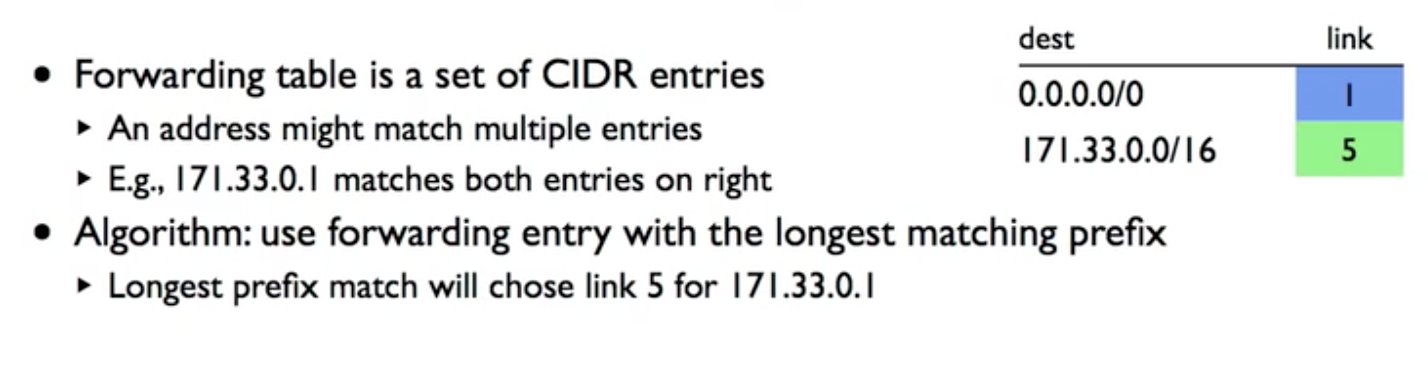 • Forwarding table is a set of CIDR entries
▸ An address might match multiple entries
▸ E.g., 171.33.0.1 matches both entries on right
• Algorithm: use forwarding entry with the longest matching prefix
▸ Longest prefix match will chose link 5 for 171.33.0.1
dest link
0.0.0.0/0 1
171.33.0.0/16 5